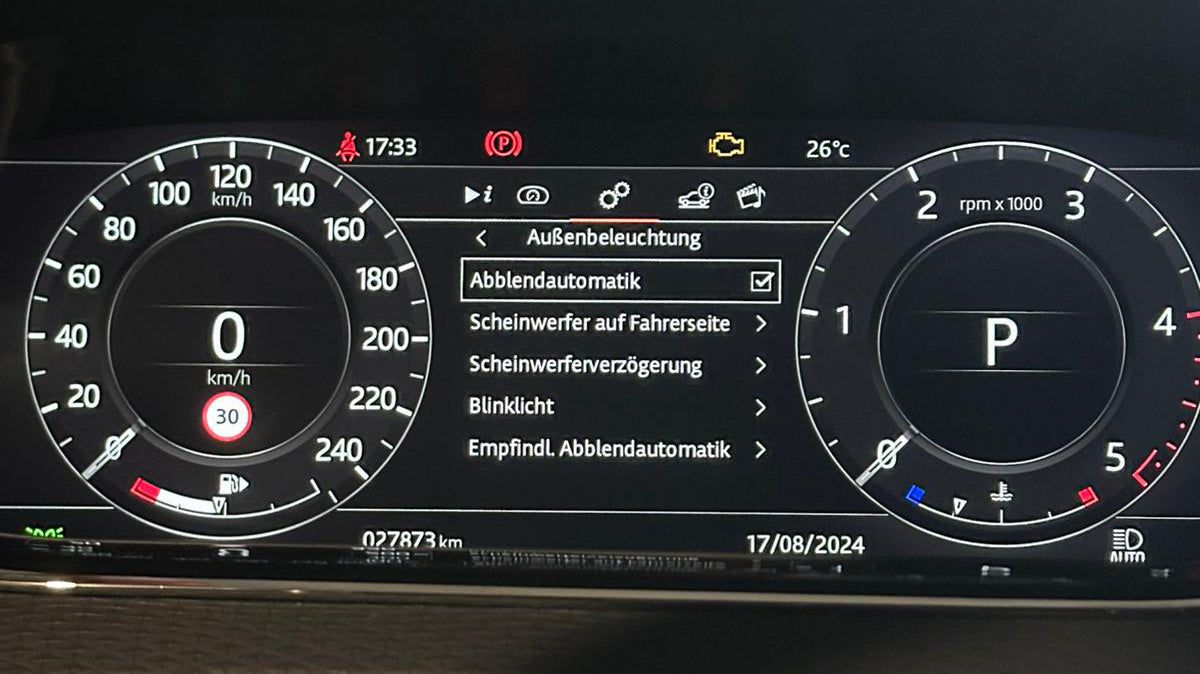 17:33
P
26°c
i
Außenbeleuchtung
Abblendautomatik
Scheinwerfer auf Fahrerseite
Scheinwerferverzögerung
Blinklicht
Empfindl. Abblendautomatik
0
20
40
60
80
100
120
140
160
180
200
220
240
km/h
0
km/h
30
0
1
2
3
4
5
rpm x 1000
P
027873 km
17/08/2024
AUTO